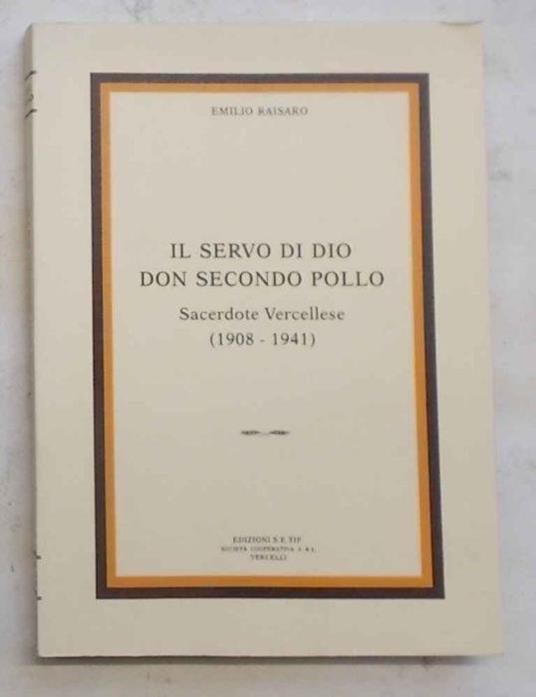 EMILIO RAISARO
IL SERVO DI DIO
DON SECONDO POLLO
Sacerdote Vercellese
(1908 - 1941)
EDIZIONI S.E.TIP
SOCIETÀ COOPERATIVA A R.L.
VERCELLI